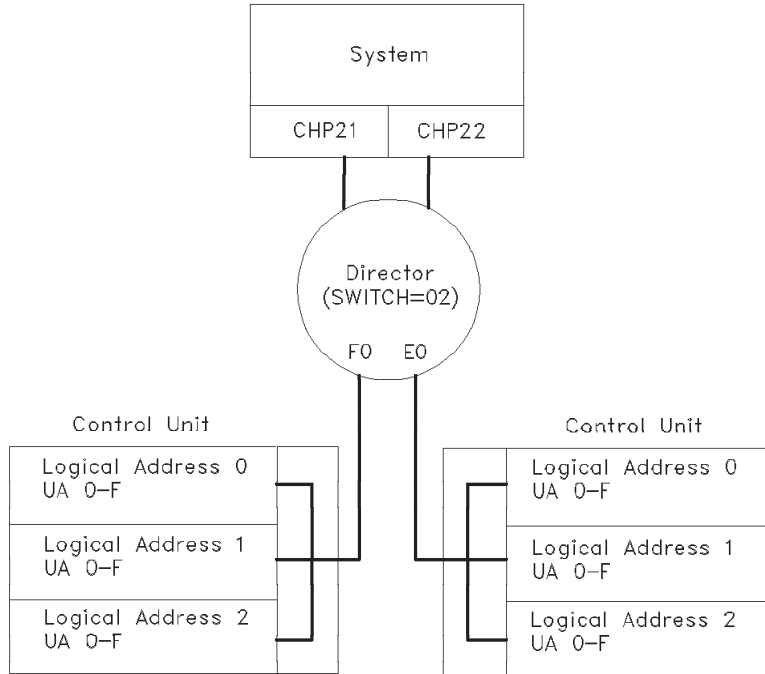 System
CHP21
CHP22
Director
(SWITCH=02)
F0
E0
Control Unit
Logical Address 0
UA 0-F
Logical Address 1
UA 0-F
Logical Address 2
UA 0-F
Control Unit
Logical Address 0
UA 0-F
Logical Address 1
UA 0-F
Logical Address 2
UA 0-F